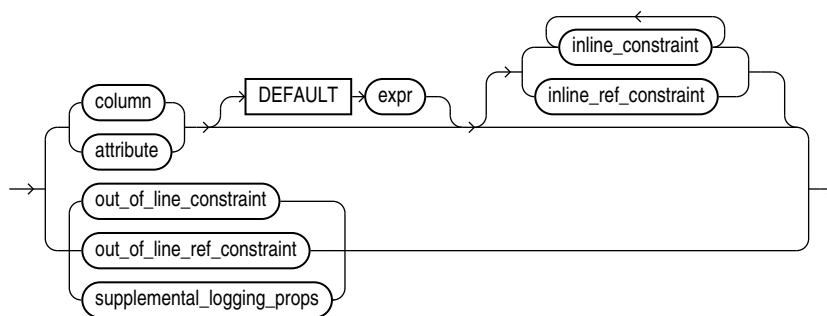 inline_constraint
column
DEFAULT
expr
inline_ref_constraint
attribute
out_of_line_constraint
out_of_line_ref_constraint
supplemental_logging_props